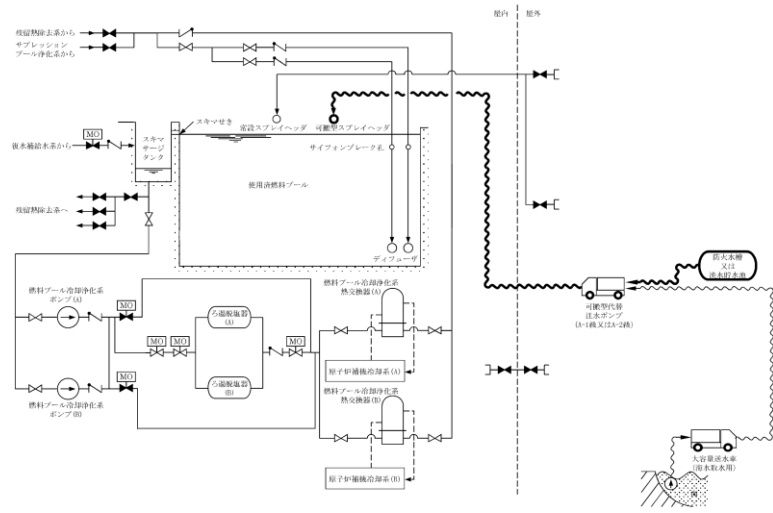 屋内
屋外
残留熱除去系から
サプレッション
プール浄化系から
スキマせき
常設スプレイヘッダ
可搬型スプレイヘッダ
MO
復水補給水系から
スキマ
サージ
タンク
サイフォンブレーク孔
使用済燃料プール
残留熱除去系へ
ディフューザ
防火水槽
又は
淡水貯水池
可搬型代替
注水ポンプ
(A-1級又はA-2級)
燃料プール冷却浄化系
ポンプ(A)
MO
燃料プール冷却浄化系
熱交換器(A)
ろ過脱塩器
(A)
MO
MO
MO
原子炉補機冷却系(A)
ろ過脱塩器
(B)
MO
燃料プール冷却浄化系
ポンプ(B)
燃料プール冷却浄化系
熱交換器(B)
原子炉補機冷却系(B)
大容量送水車
(海水取水用)